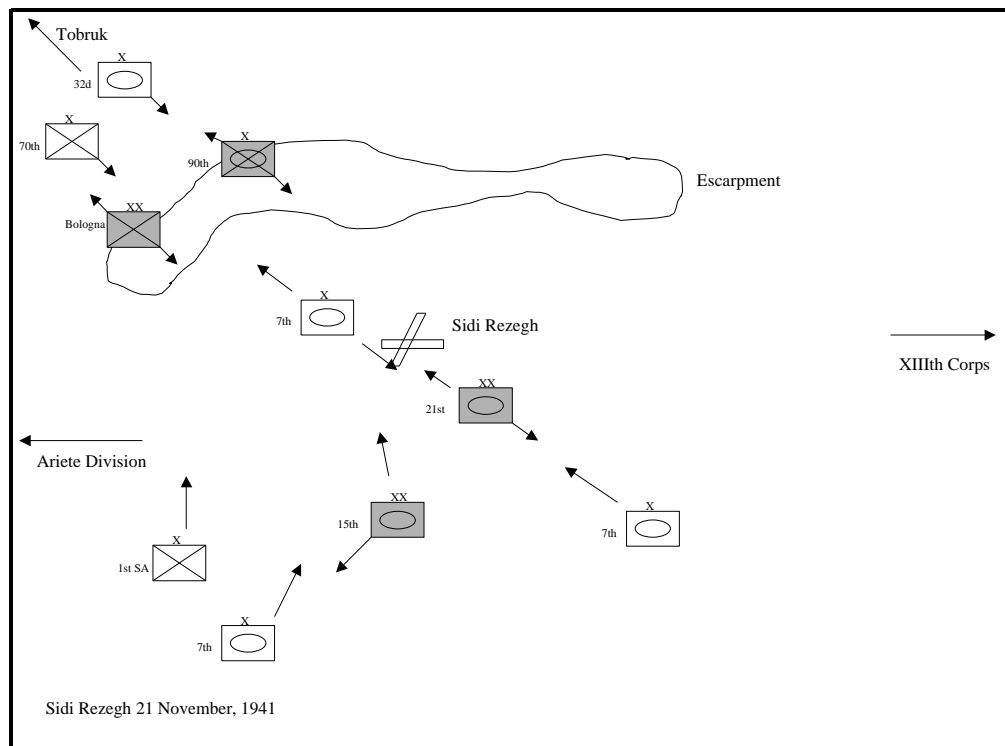 Tobruk
X
32d
X
70th
X
90th
Escarpment
XX
Bologna
X
7th
Sidi Rezegh
XIIIth Corps
XX
21st
Ariete Division
XX
15th
X
7th
X
1st SA
X
7th
Sidi Rezegh 21 November, 1941